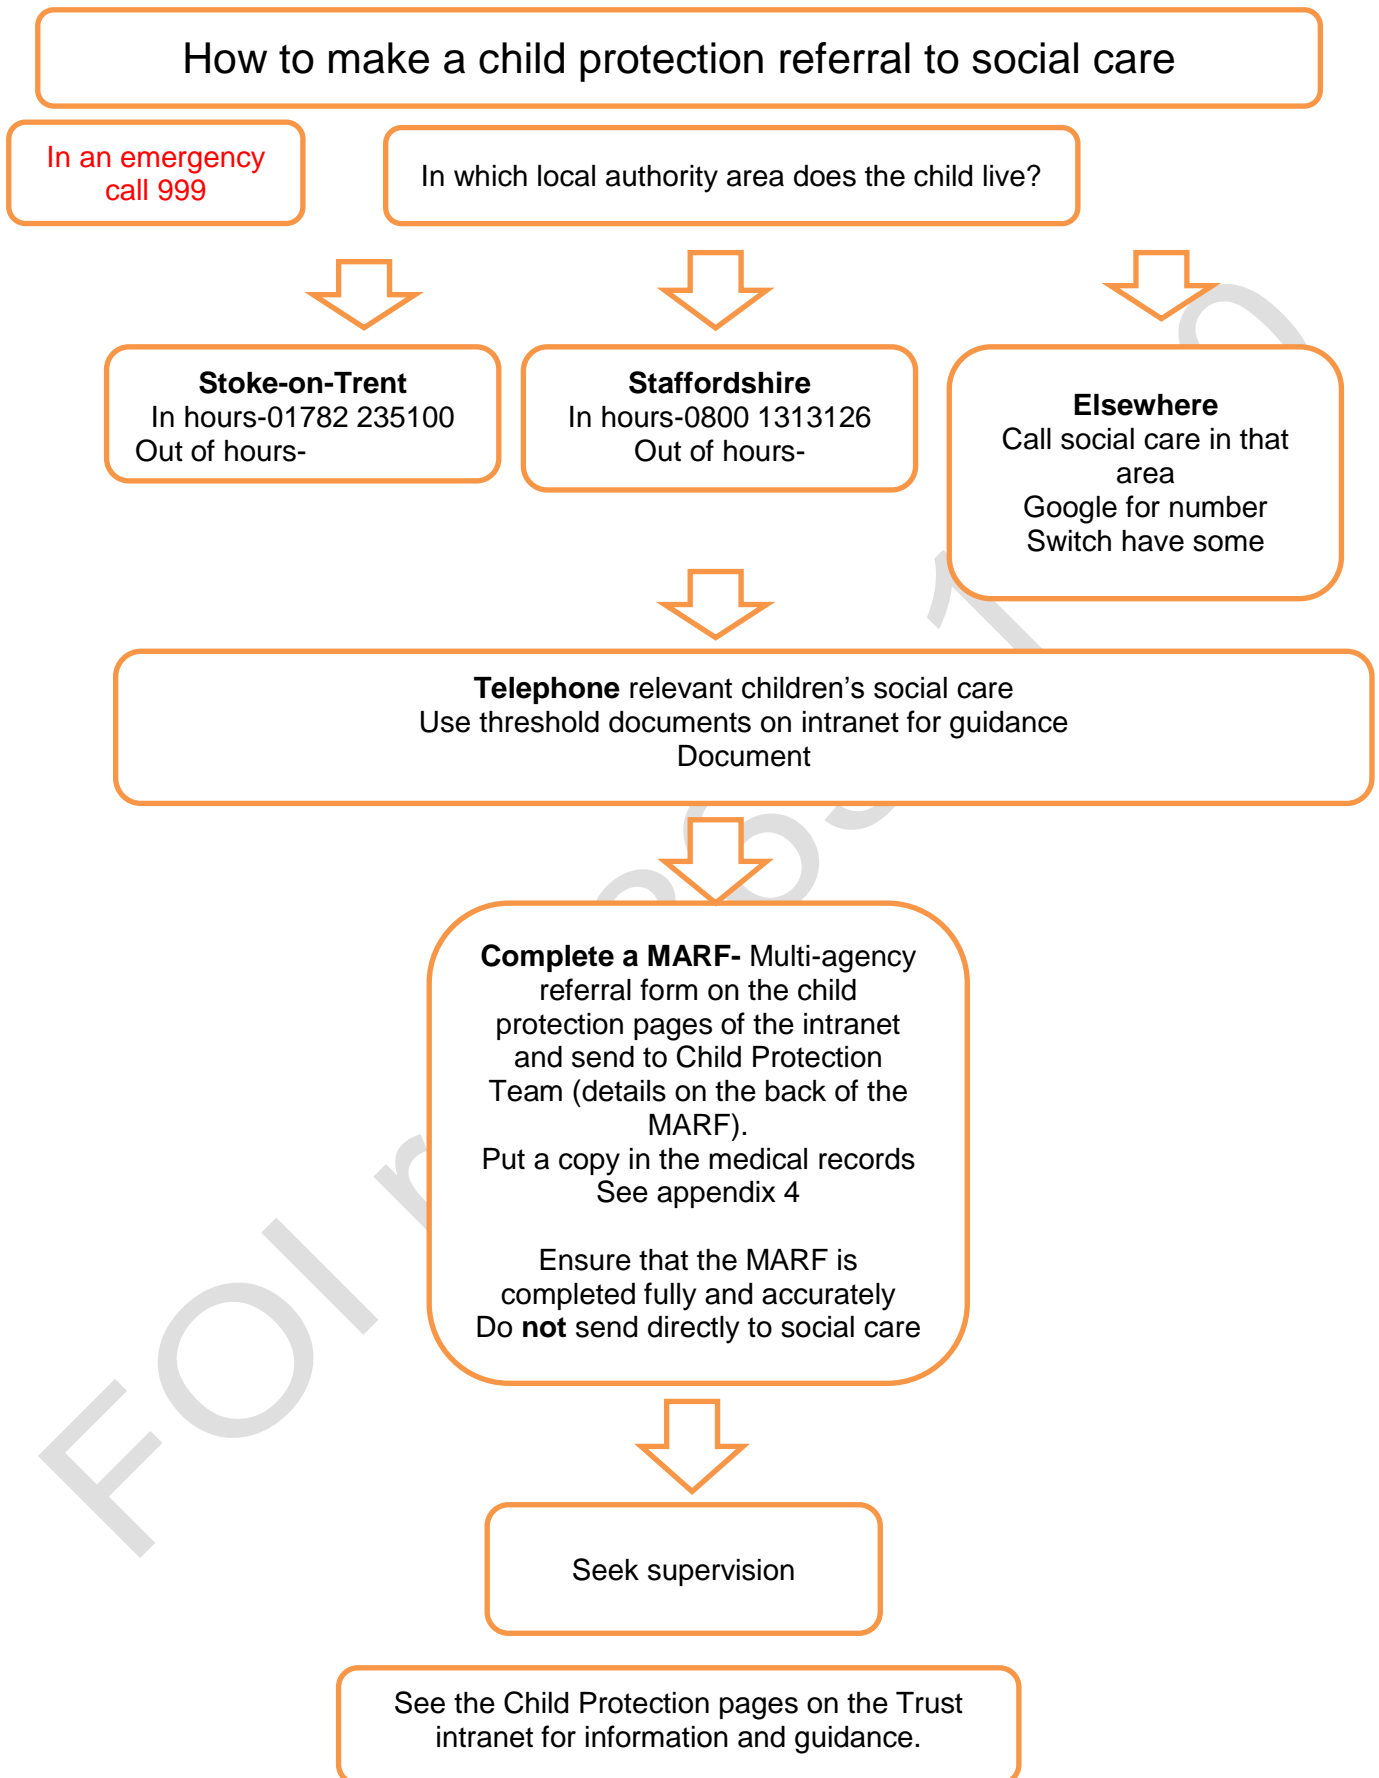 How to make a child protection referral to social care
In an emergency
call 999
In which local authority area does the child live?
Stoke-on-Trent
In hours-01782 235100
Out of hours-
Staffordshire
In hours-0800 1313126
Out of hours-
Elsewhere
Call social care in that
area
Google for number
Switch have some
Telephone relevant children's social care
Use threshold documents on intranet for guidance
Document
Complete a MARF- Multi-agency
referral form on the child
protection pages of the intranet
and send to Child Protection
Team (details on the back of the
MARF).
Put a copy in the medical records
See appendix 4
Ensure that the MARF is
completed fully and accurately
Do not send directly to social care
Seek supervision
See the Child Protection pages on the Trust
intranet for information and guidance.
FOI